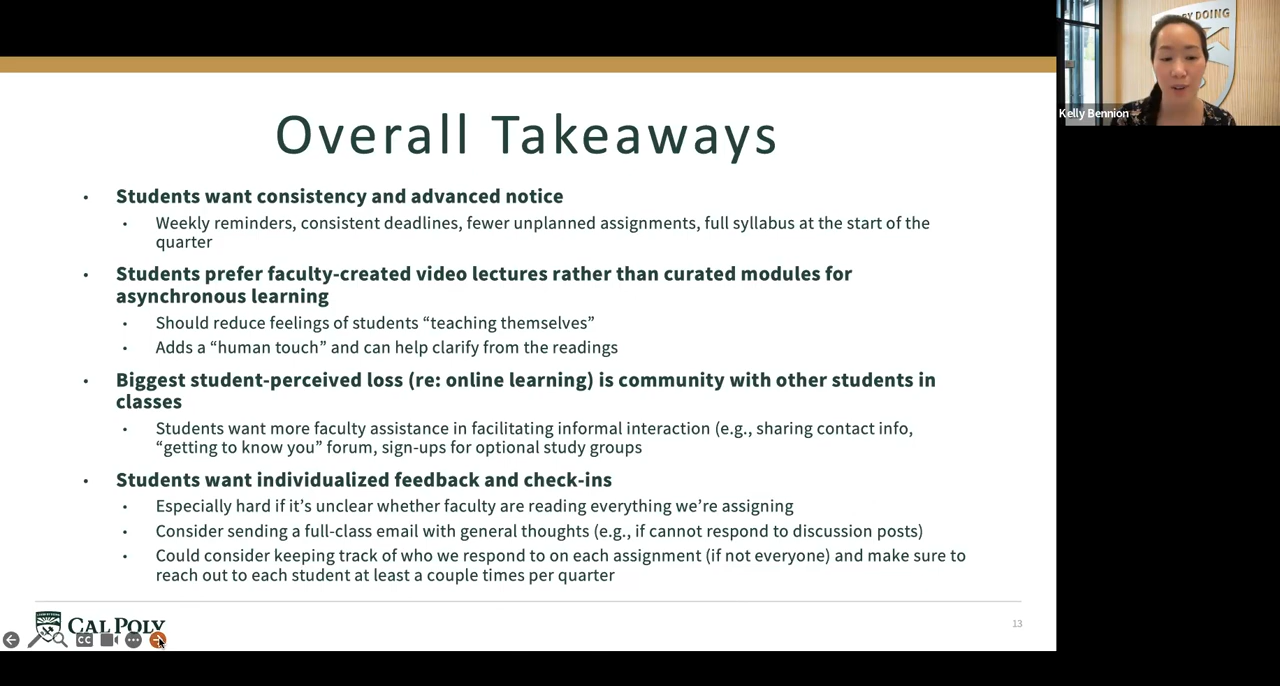 Overall Takeaways
• Students want consistency and advanced notice
• Weekly reminders, consistent deadlines, fewer unplanned assignments, full syllabus at the start of the
quarter
• Students prefer faculty-created video lectures rather than curated modules for
asynchronous learning
• Should reduce feelings of students “teaching themselves”
• Adds a “human touch” and can help clarify from the readings
• Biggest student-perceived loss (re: online learning) is community with other students in
classes
• Students want more faculty assistance in facilitating informal interaction (e.g., sharing contact info,
“getting to know you” forum, sign-ups for optional study groups
• Students want individualized feedback and check-ins
• Especially hard if it’s unclear whether faculty are reading everything we’re assigning
• Consider sending a full-class email with general thoughts (e.g., if cannot respond to discussion posts)
• Could consider keeping track of who we respond to on each assignment (if not everyone) and make sure to
reach out to each student at least a couple times per quarter
CAL POLY
13
CC
DOING
Kelly Bennion